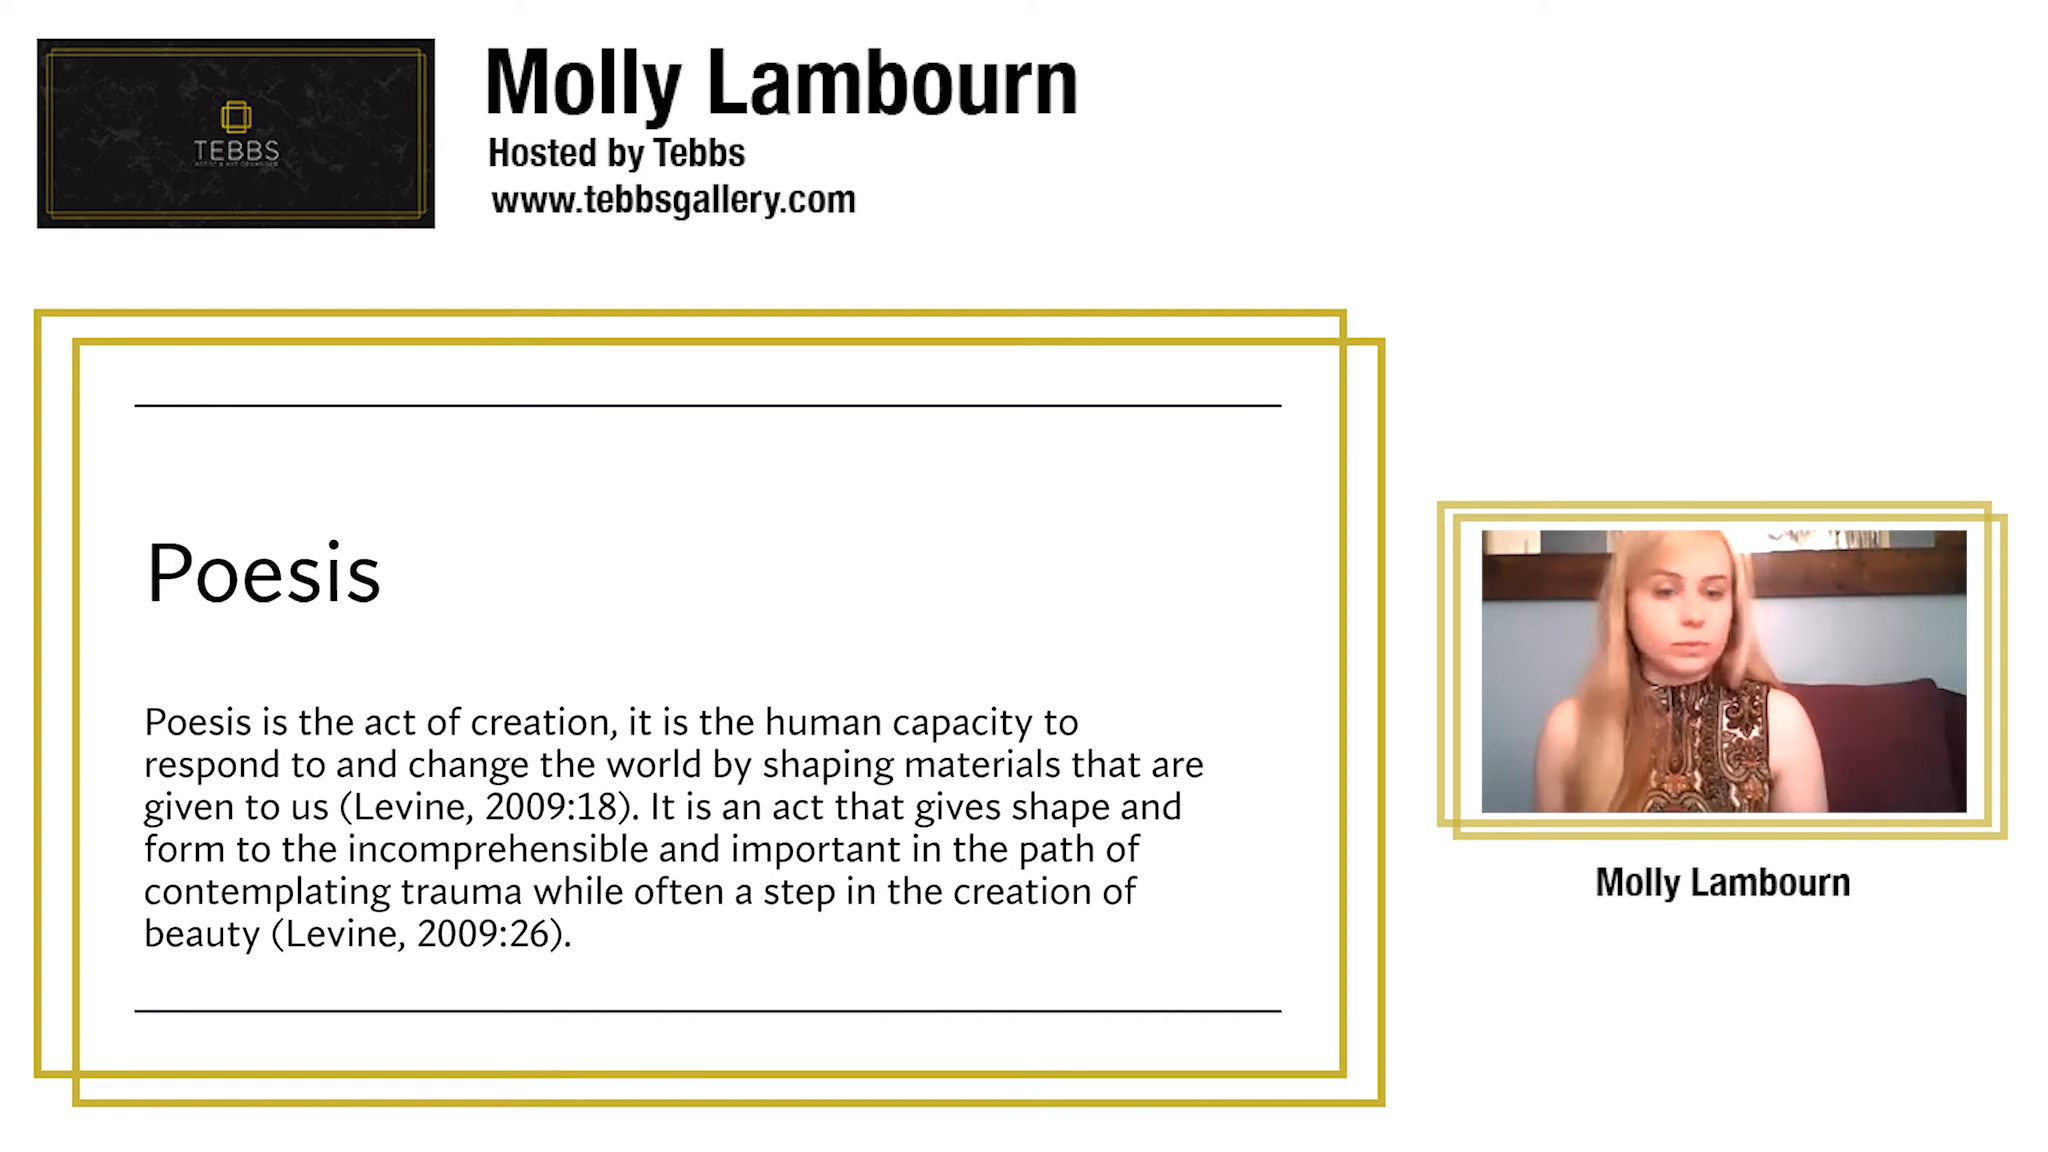 TEBBS
Molly Lambourn
Hosted by Tebbs
www.tebbsgallery.com
Poesis
Poesis is the act of creation, it is the human capacity to
respond to and change the world by shaping materials that are
given to us (Levine, 2009:18). It is an act that gives shape and
form to the incomprehensible and important in the path of
contemplating trauma while often a step in the creation of
beauty (Levine, 2009:26).
Molly Lambourn